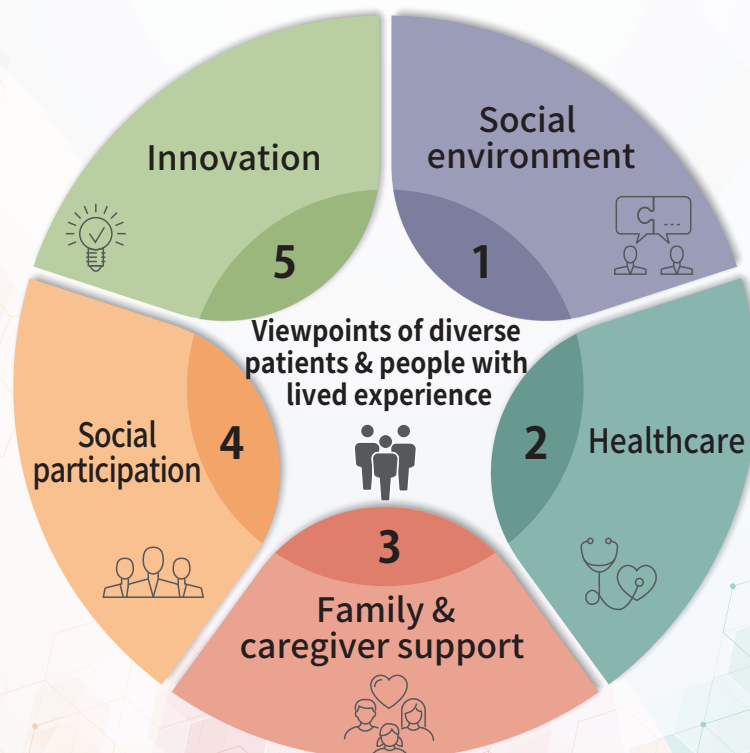 Social
environment
1
2
Healthcare
3
Family &
caregiver support
Social
participation
4
Innovation
5
Viewpoints of diverse
patients & people with
lived experience